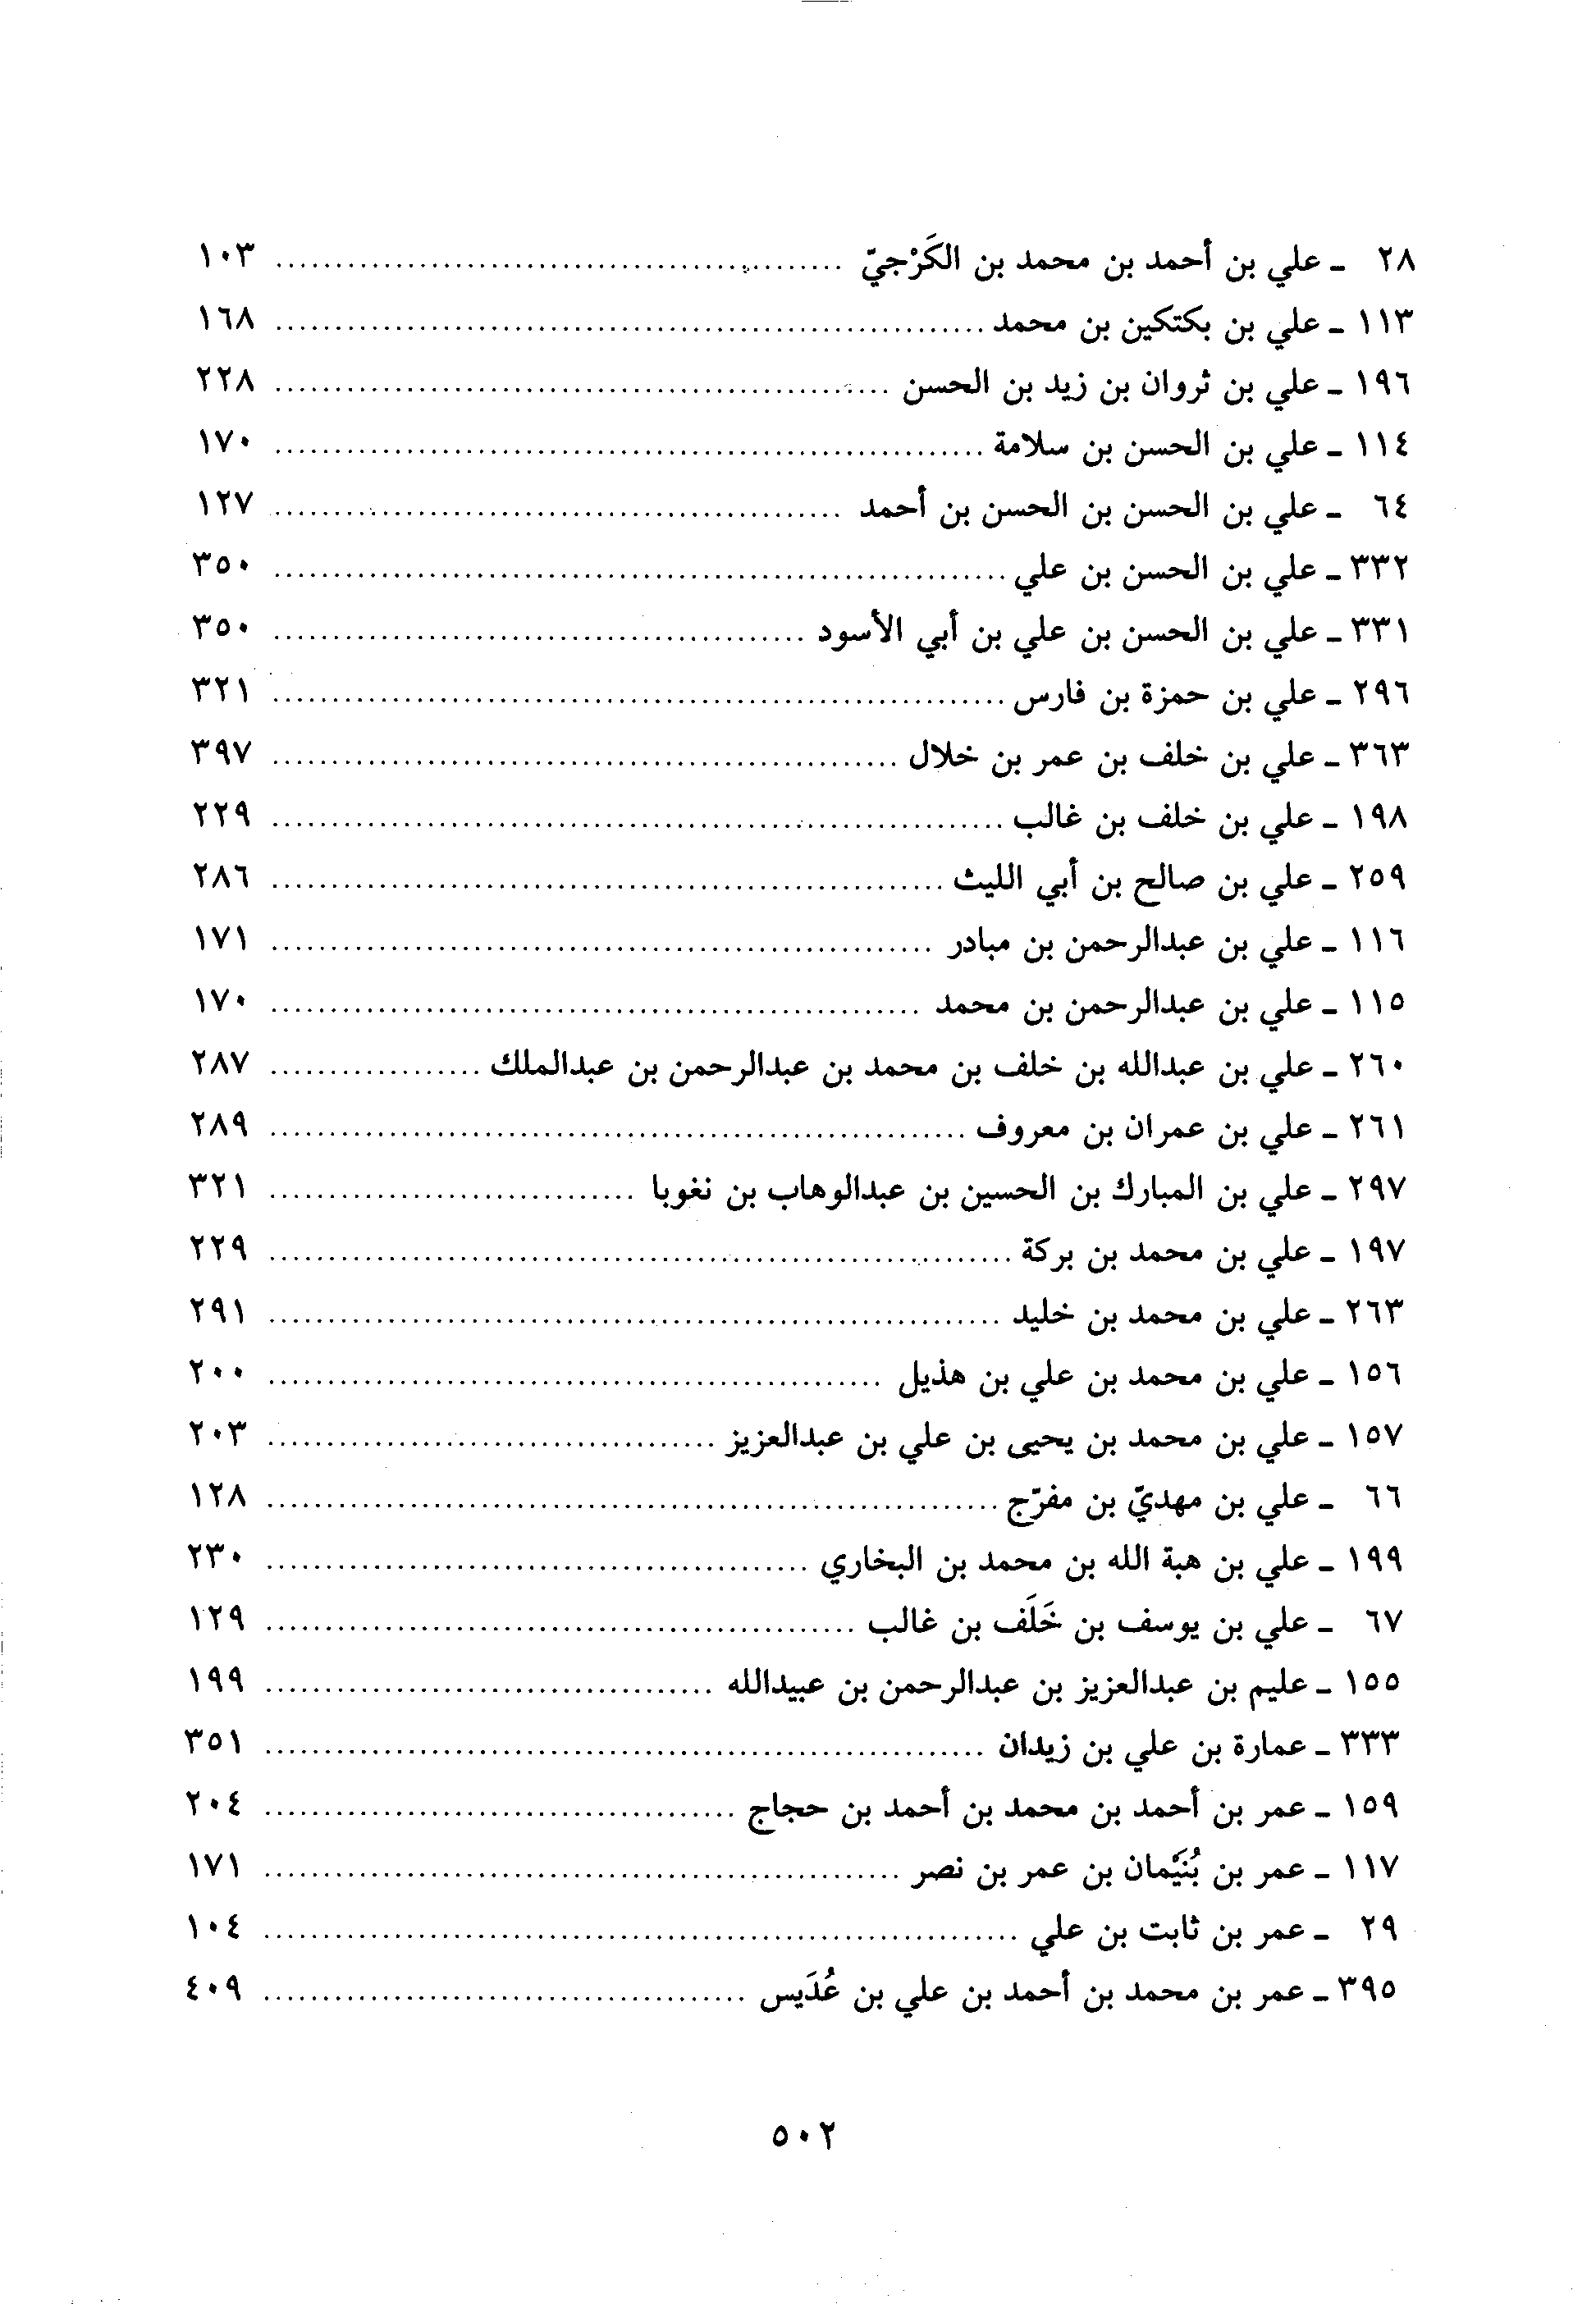 ٢٨ ـ علي بن أحمد بن محمد بن الكَرْجيّ .......... ١٠٣
١١٣ ـ علي بن بكتكين بن محمد .......... ١٦٨
١٩٦ ـ علي بن ثروان بن زيد بن الحسن .......... ٢٢٨
١١٤ ـ علي بن الحسن بن سلامة .......... ١٧٠
٦٤ ـ علي بن الحسن بن الحسن بن أحمد .......... ١٢٧
٣٣٢ ـ علي بن الحسن بن علي .......... ٣٥٠
٣٣١ ـ علي بن الحسن بن علي بن أبي الأسود .......... ٣٥٠
٢٩٦ ـ علي بن حمزة بن فارس .......... ٣٢١
٣٦٣ ـ علي بن خلف بن عمر بن خلال .......... ٣٩٧
١٩٨ ـ علي بن خلف بن غالب .......... ٢٢٩
٢٥٩ ـ علي بن صالح بن أبي الليث .......... ٢٨٦
١١٦ ـ علي بن عبدالرحمن بن مبادر .......... ١٧١
١١٥ ـ علي بن عبدالرحمن بن محمد .......... ١٧٠
٢٦٠ ـ علي بن عبدالله بن خلف بن محمد بن عبدالرحمن بن عبدالملك .......... ٢٨٧
٢٦١ ـ علي بن عمران بن معروف .......... ٢٨٩
٢٩٧ ـ علي بن المبارك بن الحسين بن عبدالوهاب بن نغوبا .......... ٣٢١
١٩٧ ـ علي بن محمد بن بركة .......... ٢٢٩
٢٦٣ ـ علي بن محمد بن خليد .......... ٢٩١
١٥٦ ـ علي بن محمد بن علي بن هذيل .......... ٢٠٠
١٥٧ ـ علي بن محمد بن يحيى بن علي بن عبدالعزيز .......... ٢٠٣
٦٦ ـ علي بن مهديّ بن مفرّج .......... ١٢٨
١٩٩ ـ علي بن هبة الله بن محمد بن البخاري .......... ٢٣٠
٦٧ ـ علي بن يوسف بن خَلَف بن غالب .......... ١٢٩
١٥٥ ـ عليم بن عبدالعزيز بن عبدالرحمن بن عبيدالله .......... ١٩٩
٣٣٣ ـ عمارة بن علي بن زيدان .......... ٣٥١
١٥٩ ـ عمر بن أحمد بن محمد بن أحمد بن حجاج .......... ٢٠٤
١١٧ ـ عمر بن بُنَيْمان بن عمر بن نصر .......... ١٧١
٢٩ ـ عمر بن ثابت بن علي .......... ١٠٤
٣٩٥ ـ عمر بن محمد بن أحمد بن علي بن عُدَيس .......... ٤٠٩
٥٠٢